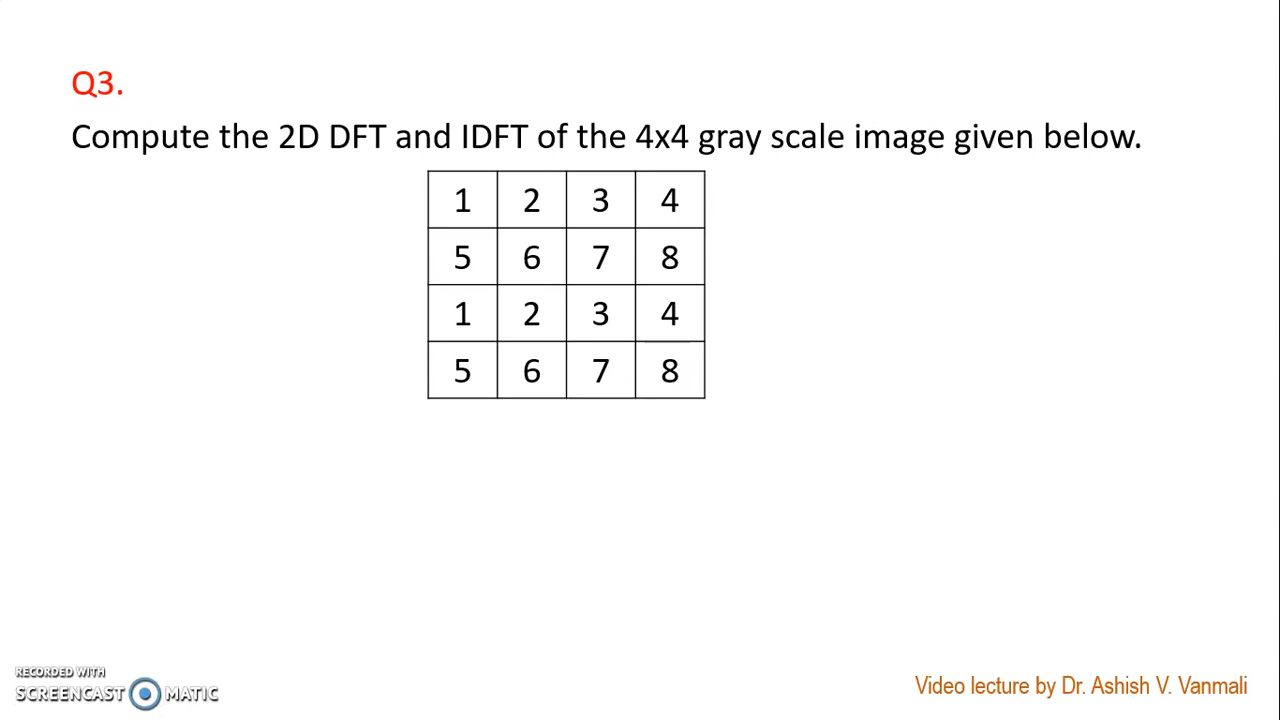 Q3.
Compute the 2D DFT and IDFT of the 4x4 gray scale image given below.
1 2 3 4
5 6 7 8
1 2 3 4
5 6 7 8
RECORDED WITH
SCREENCAST MATIC
Video lecture by Dr. Ashish V. Vanmali